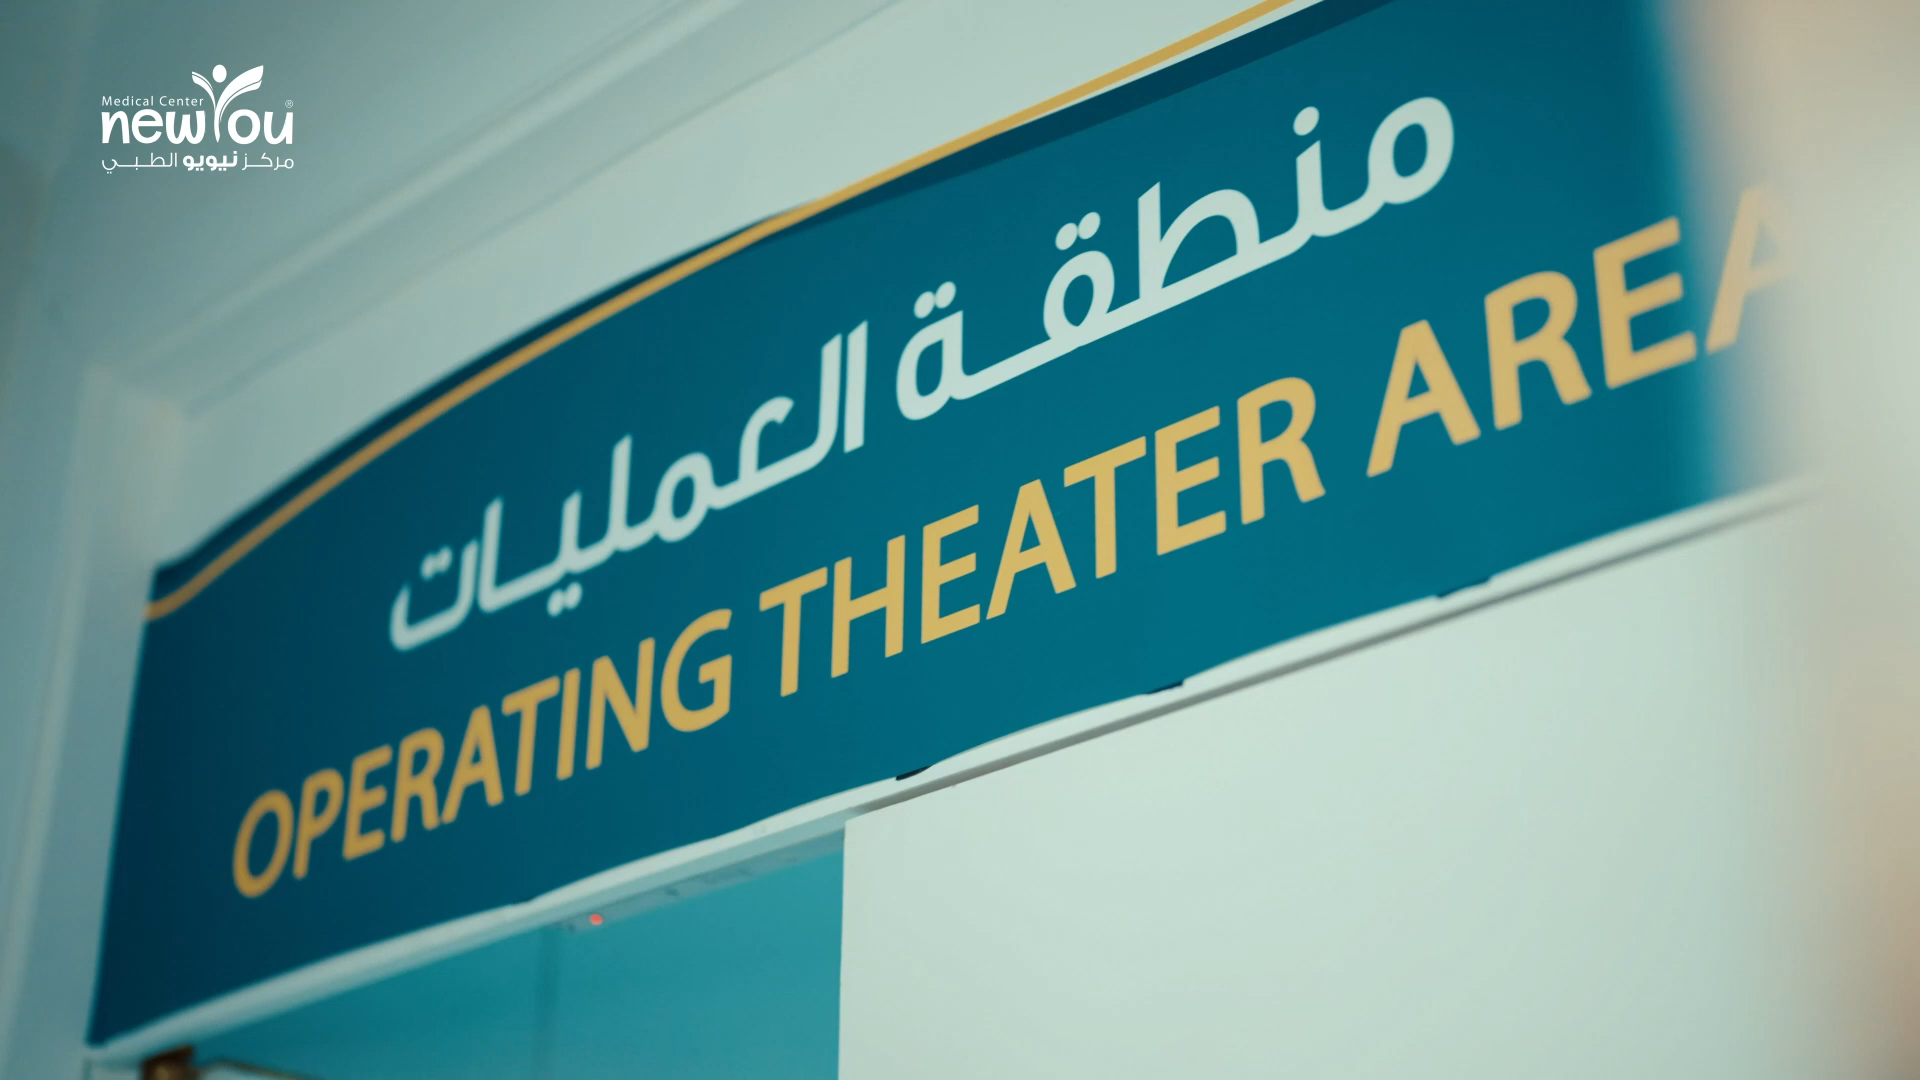 Medical Center
newYou®
مركز نيويو الطبي
منطقة العمليات
OPERATING THEATER AREA